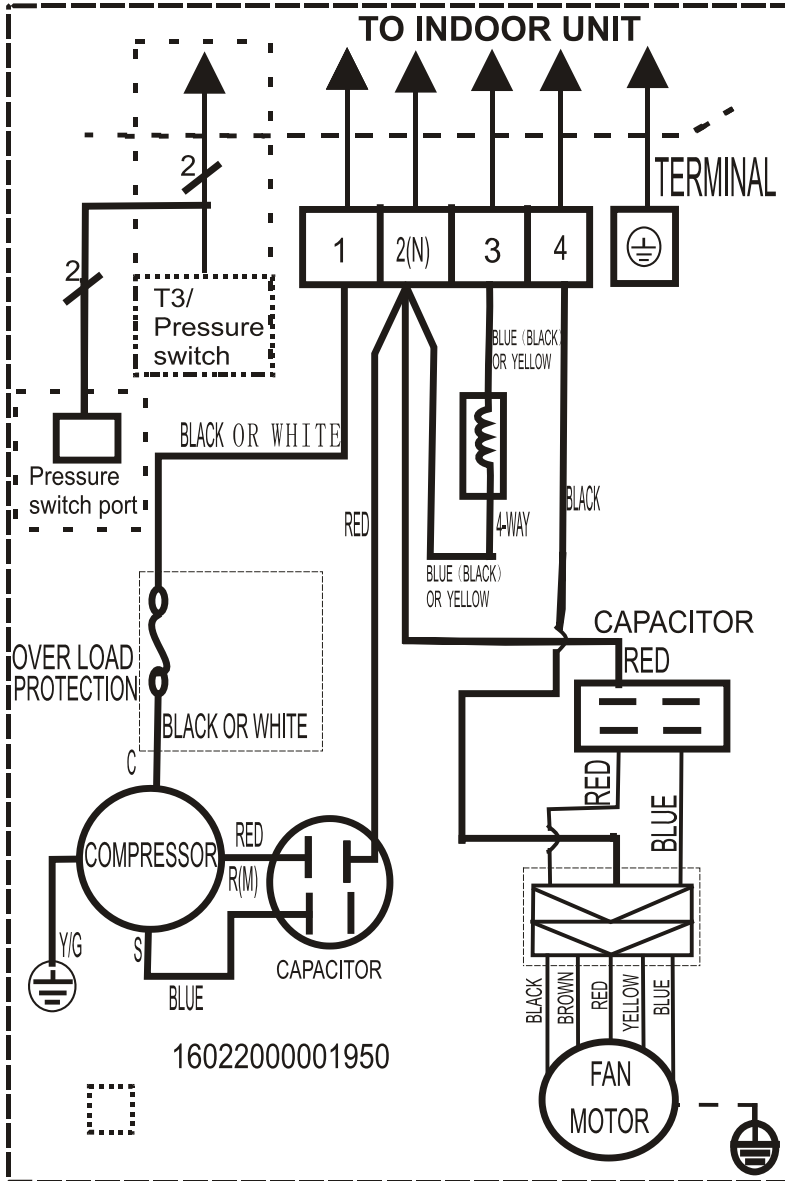 TO INDOOR UNIT
2
TERMINAL
1
2(N)
3
4
2
T3/
Pressure
switch
BLUE (BLACK)
OR YELLOW
BLACK OR WHITE
Pressure
switch port
RED
4-WAY
BLACK
BLUE (BLACK)
OR YELLOW
CAPACITOR
RED
OVER LOAD
PROTECTION
BLACK OR WHITE
C
RED
BLUE
COMPRESSOR
RED
R(M)
Y/G
S
BLUE
CAPACITOR
BLACK
BROWN
RED
YELLOW
BLUE
16022000001950
FAN
MOTOR